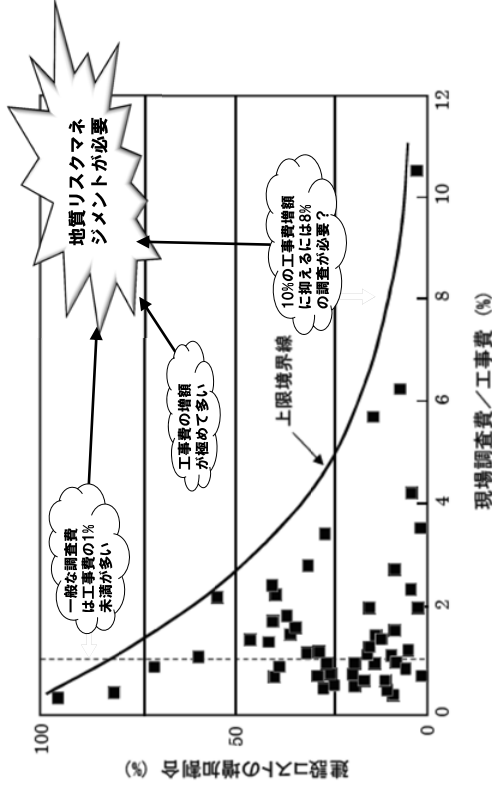 地質リスクマネ
ジメントが必要
一般な調査費
は工事費の1%
未満が多い
工事費の増額
が極めて多い
10%の工事費増額
に抑えるには8%
の調査が必要？
上限境界線
建設コストの増加割合 (%)
100
50
0
0
2
4
6
8
10
12
現場調査費／工事費 (%)